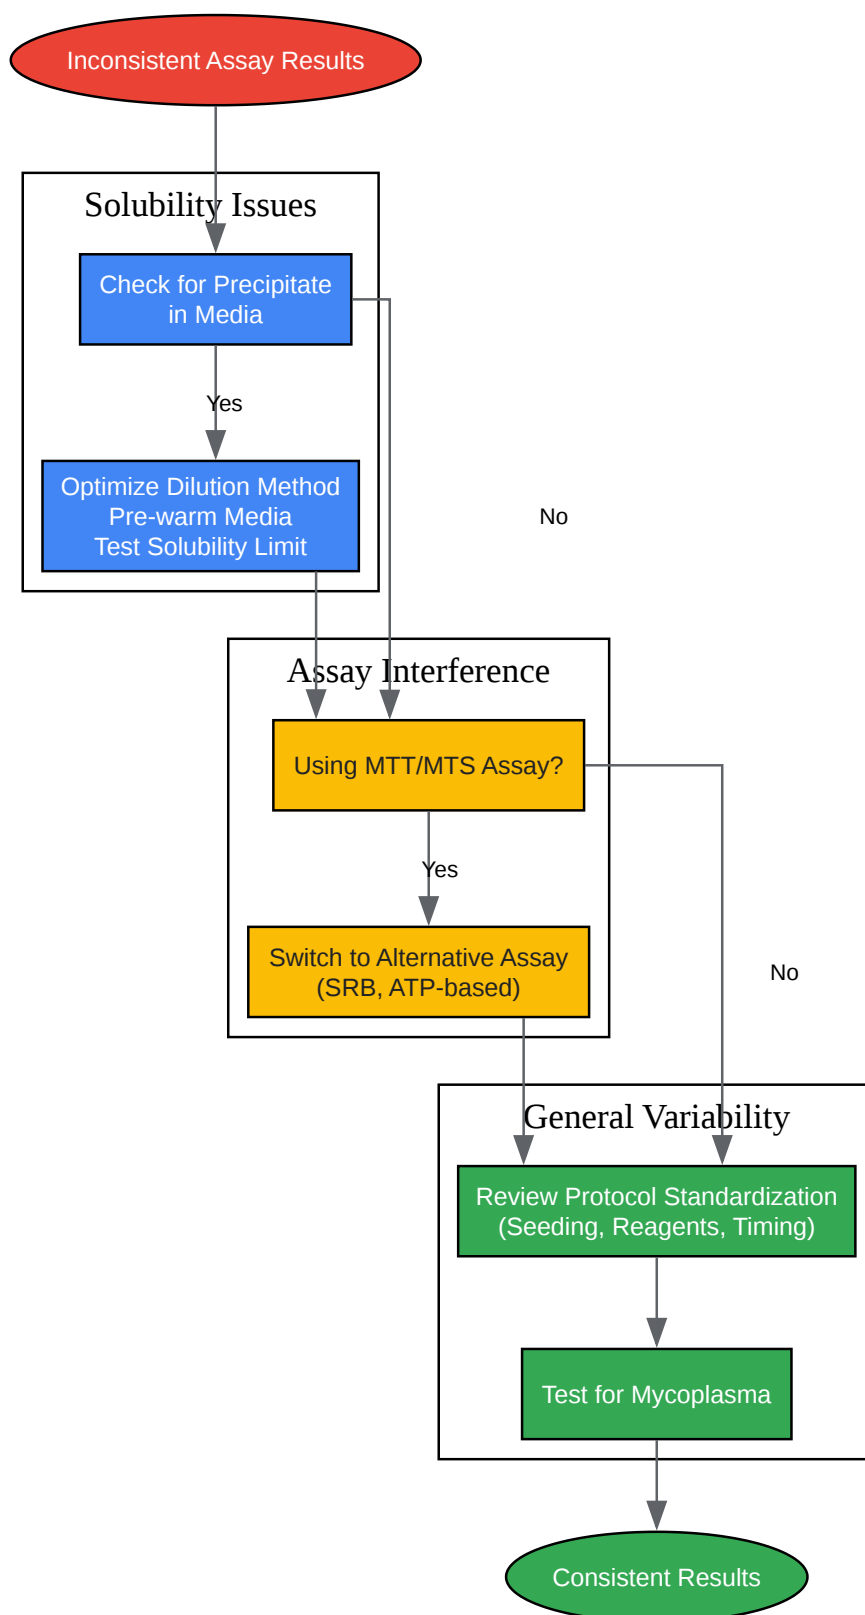 Inconsistent Assay Results
Solubility Issues
Check for Precipitate
in Media
Yes
Optimize Dilution Method
Pre-warm Media
Test Solubility Limit
No
Assay Interference
Using MTT/MTS Assay?
Yes
Switch to Alternative Assay
(SRB, ATP-based)
No
General Variability
Review Protocol Standardization
(Seeding, Reagents, Timing)
Test for Mycoplasma
Consistent Results